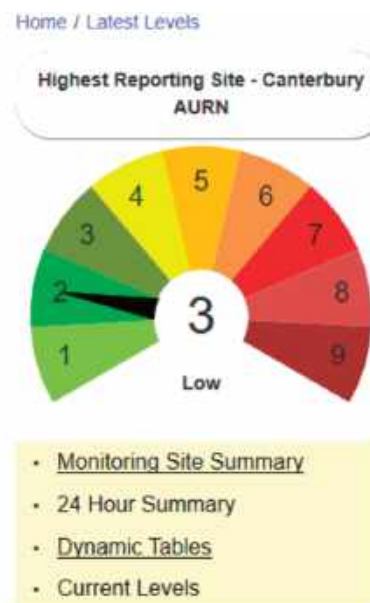 Home / Latest Levels
Highest Reporting Site - Canterbury
AURN
1
2
3
4
5
6
7
8
9
3
Low
• Monitoring Site Summary
• 24 Hour Summary
• Dynamic Tables
• Current Levels